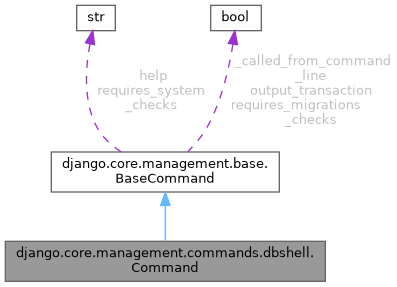 str
bool
help
requires_system
_checks
_called_from_command
_line
output_transaction
requires_migrations
_checks
django.core.management.base.
BaseCommand
django.core.management.commands.dbshell.
Command